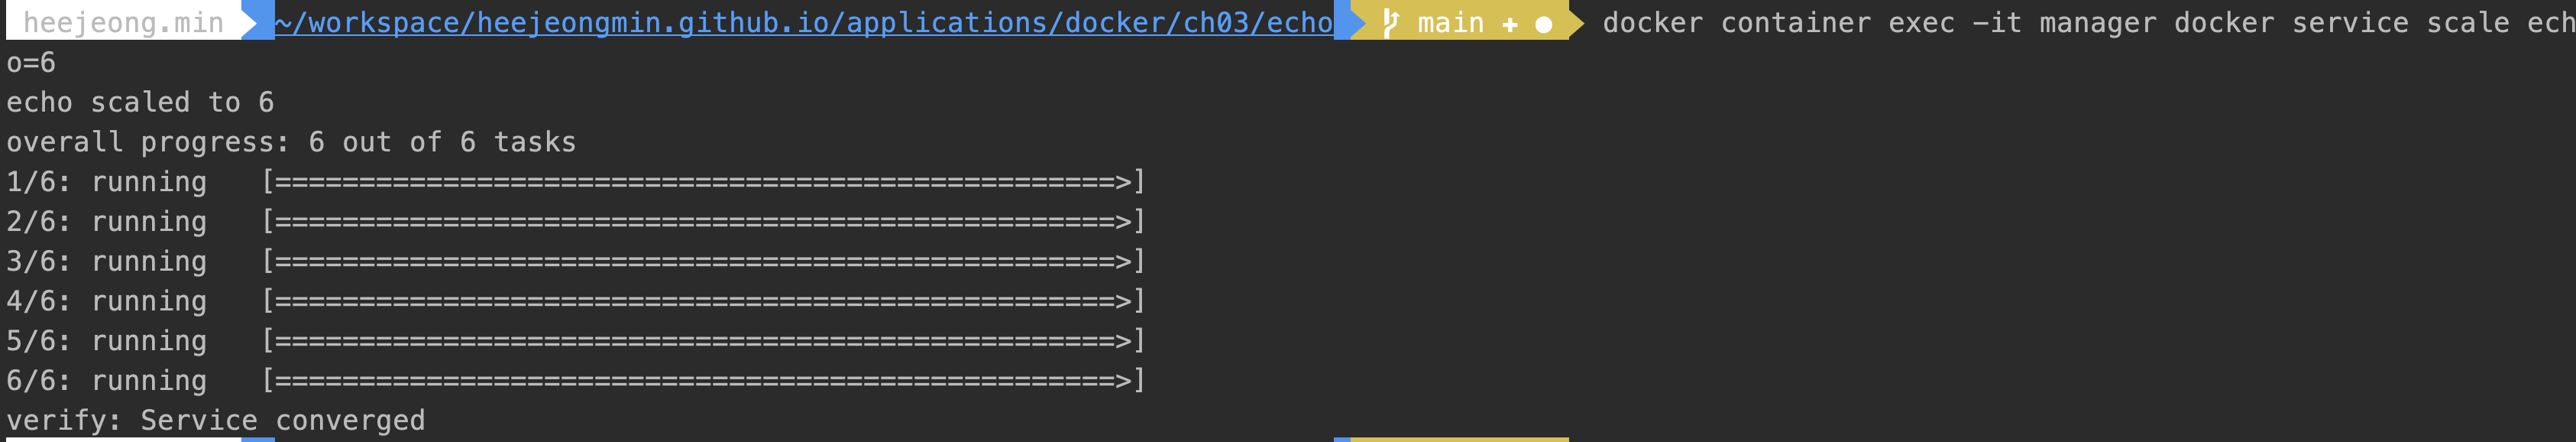 heejeong.min ~/workspace/heejeongmin.github.io/applications/docker/ch03/echo main + ● docker container exec -it manager docker service scale ech
o=6
echo scaled to 6
overall progress: 6 out of 6 tasks
1/6: running   [==================================================>]
2/6: running   [==================================================>]
3/6: running   [==================================================>]
4/6: running   [==================================================>]
5/6: running   [==================================================>]
6/6: running   [==================================================>]
verify: Service converged